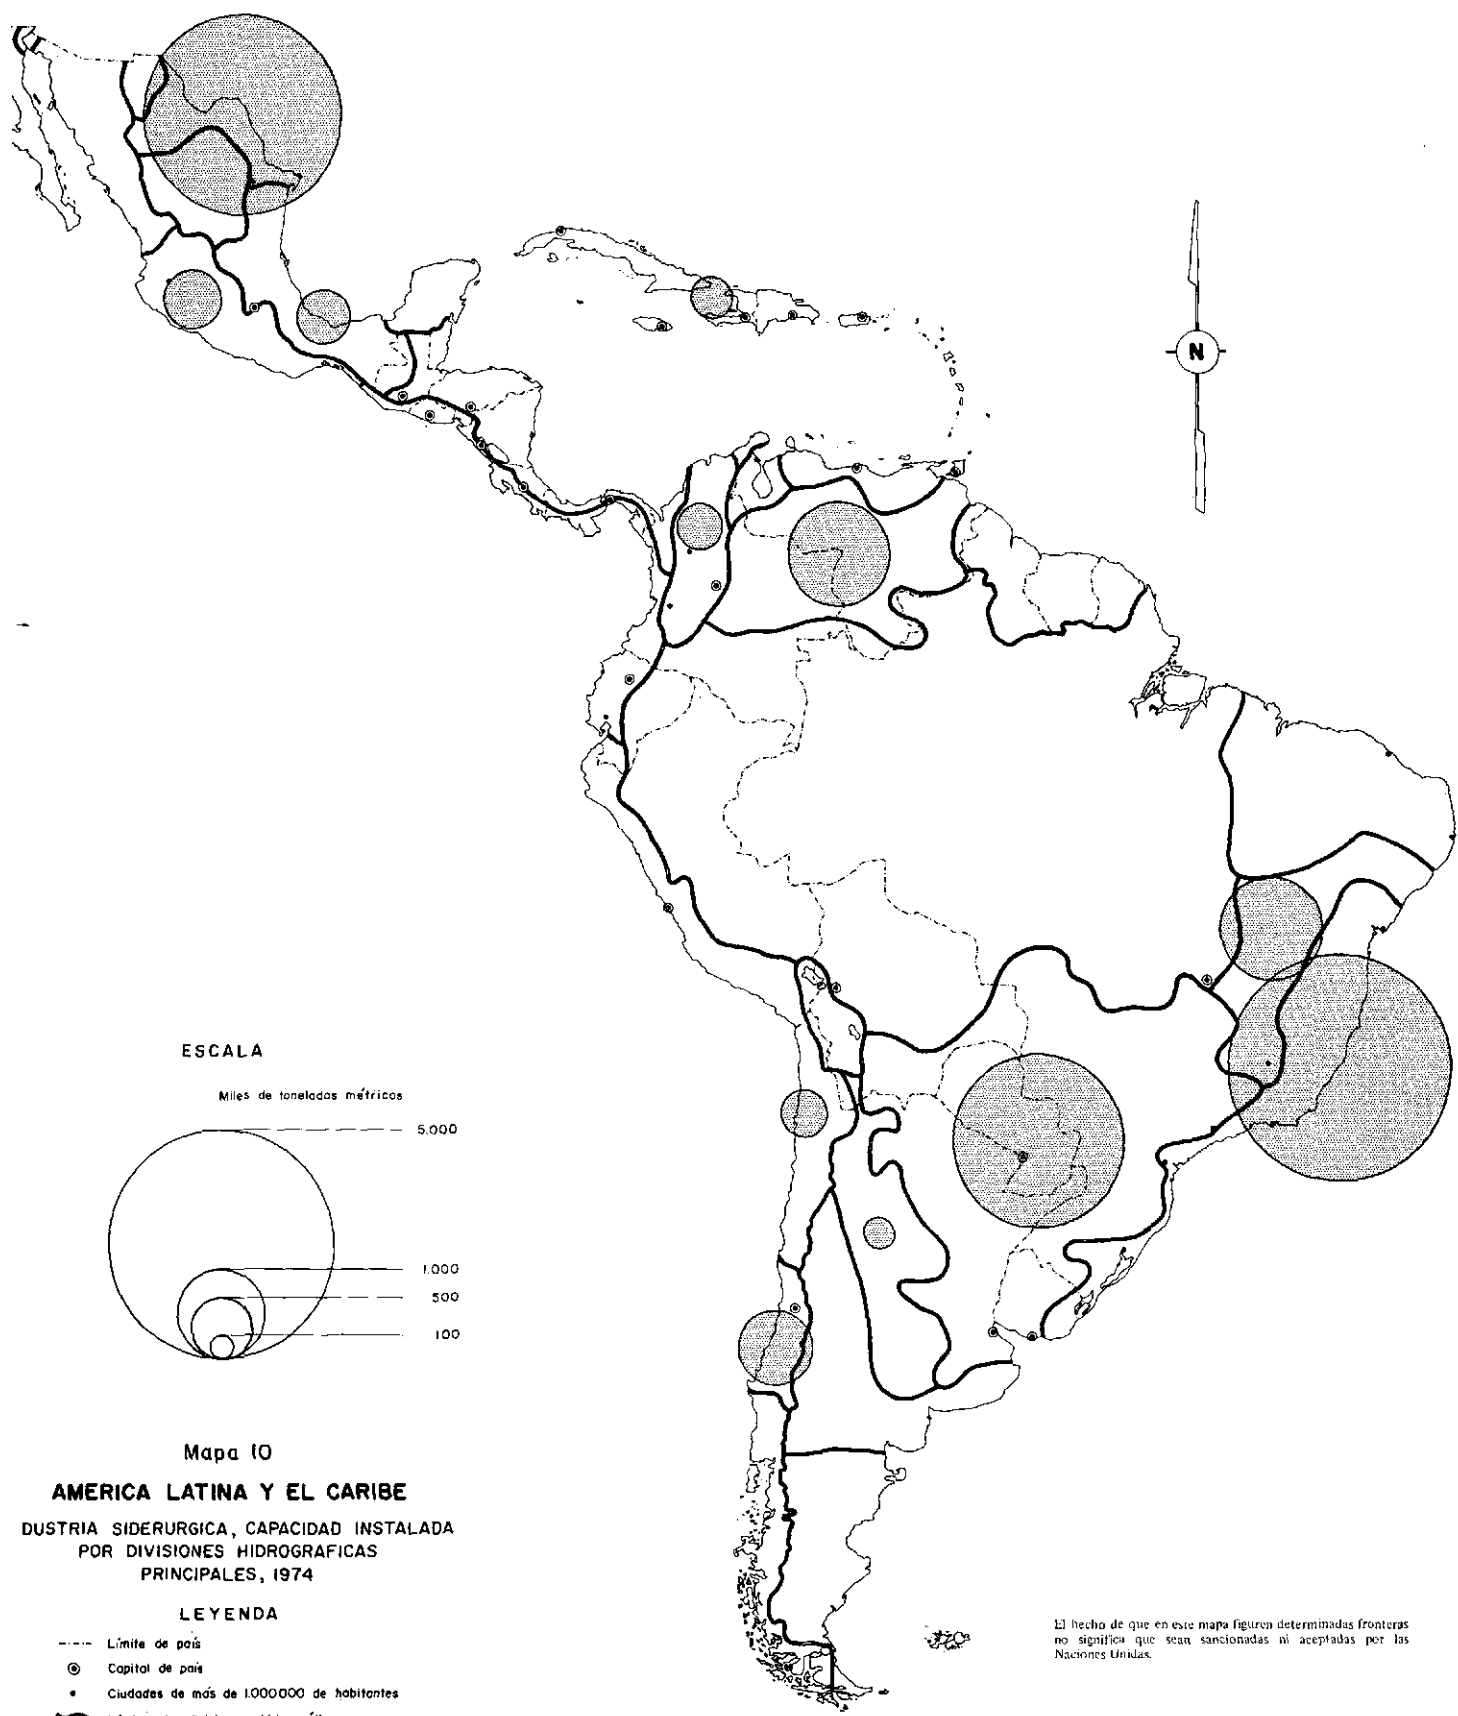 N
ESCALA
Miles de toneladas métricos
5.000
1.000
500
100
Mapa 10
AMERICA LATINA Y EL CARIBE
DUSTRIA SIDERURGICA, CAPACIDAD INSTALADA
POR DIVISIONES HIDROGRAFICAS
PRINCIPALES, 1974
LEYENDA
Límite de país
Capital de país
Ciudades de más de 1.000000 de habitantes
El hecho de que en este mapa figuren determinadas fronteras
no significa que sean sancionadas ni aceptadas por las
Naciones Unidas.